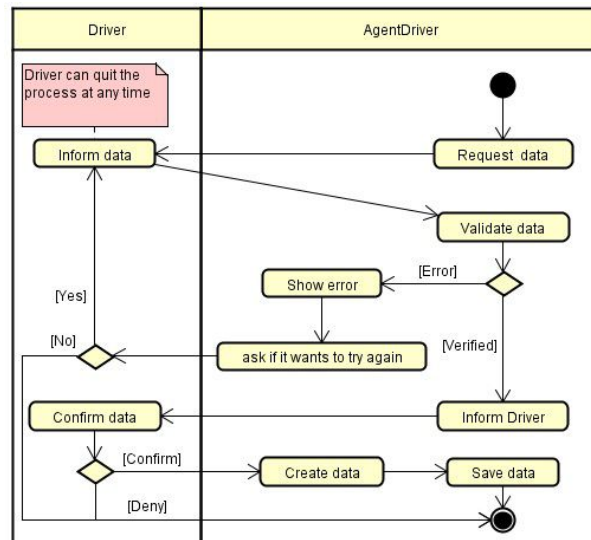 Driver
AgentDriver
Driver can quit the
process at any time
Inform data
Request  data
Validate data
[Error]
Show error
[Yes]
[No]
ask if it wants to try again
[Verified]
Confirm data
Inform Driver
[Confirm]
Create data
Save data
[Deny]